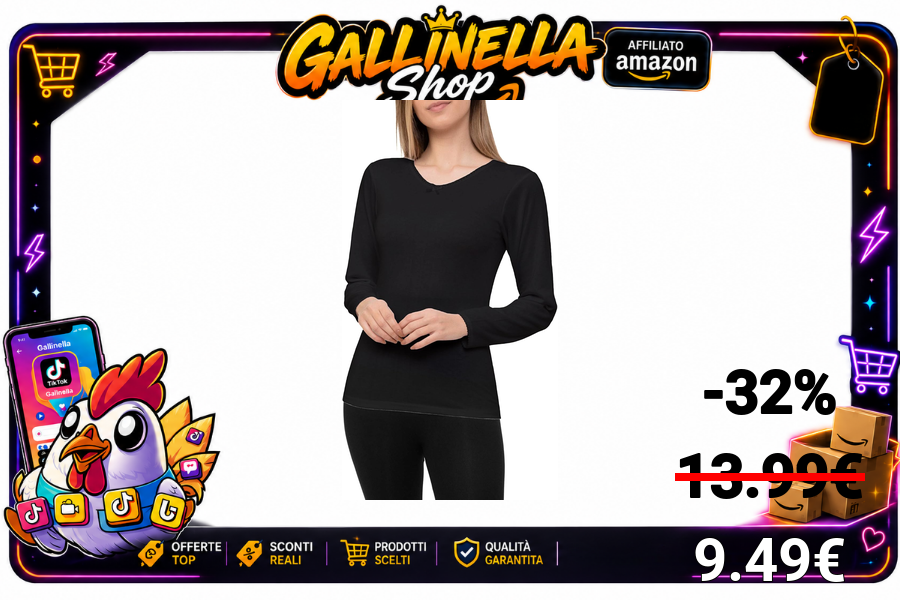 GALLINELLA
Shop
AFFILIATO
amazon
Gallinella
TikTok
Gallinella
-32%
13.99€
9.49€
OFFERTE
TOP
SCONTI
REALI
PRODOTTI
SCELTI
QUALITÀ
GARANTITA